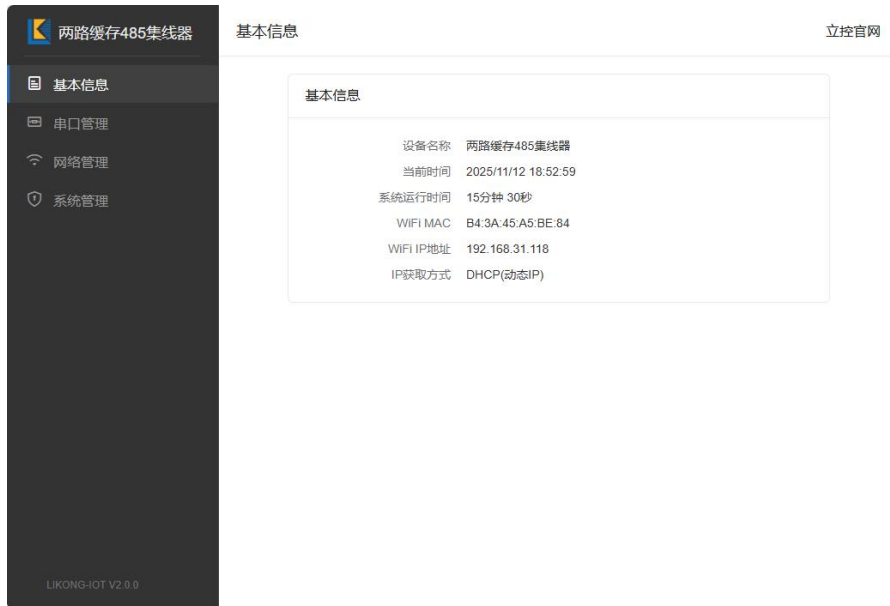 两路缓存485集线器
基本信息
立控官网
基本信息
串口管理
网络管理
系统管理
基本信息
设备名称 两路缓存485集线器
当前时间 2025/11/12 18:52:59
系统运行时间 15分钟 30秒
WiFi MAC B4:3A:45:A5:BE:84
WiFi IP地址 192.168.31.118
IP获取方式 DHCP(动态IP)
LIKONG-IOT V2.0.0